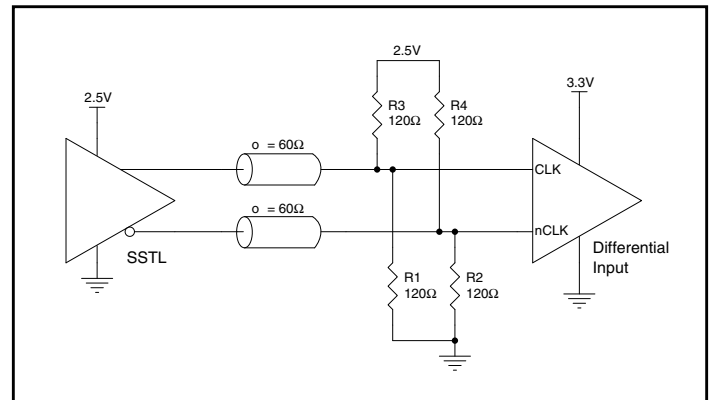 2.5V
3.3V
2.5V
R3
120Ω
R4
120Ω
o = 60Ω
CLK
o = 60Ω
nCLK
SSTL
Differential
Input
R1
120Ω
R2
120Ω